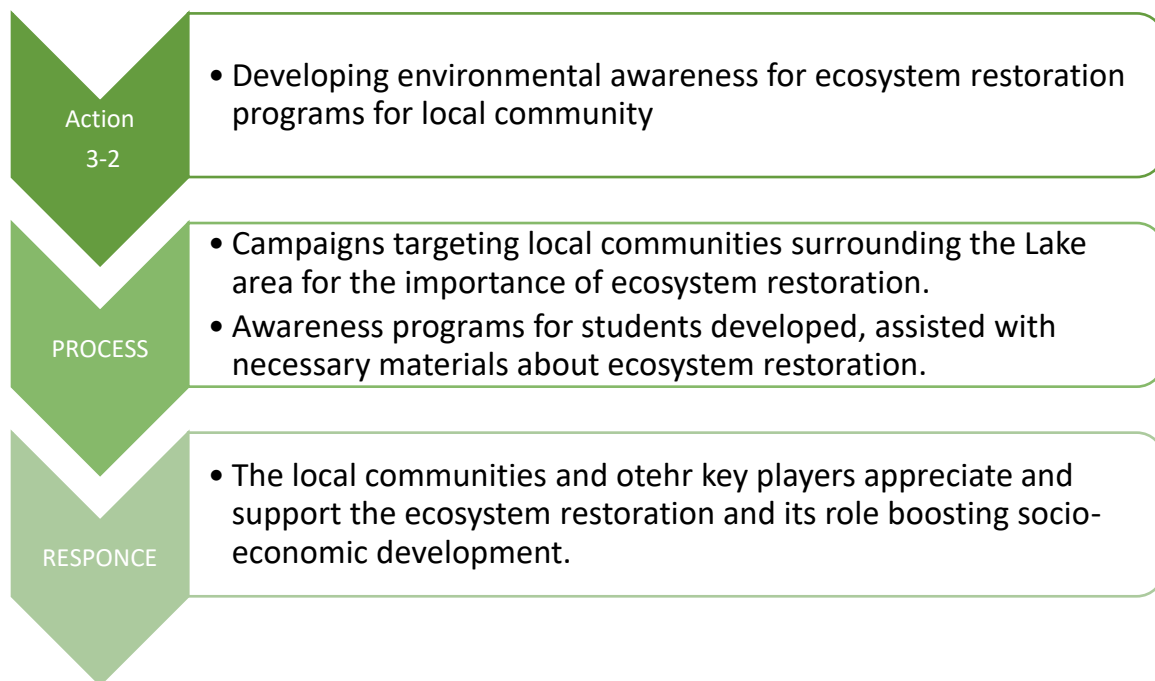 Action
3-2
• Developing environmental awareness for ecosystem restoration
programs for local community
PROCESS
• Campaigns targeting local communities surrounding the Lake
area for the importance of ecosystem restoration.
• Awareness programs for students developed, assisted with
necessary materials about ecosystem restoration.
RESPONCE
• The local communities and otehr key players appreciate and
support the ecosystem restoration and its role boosting socio-
economic development.